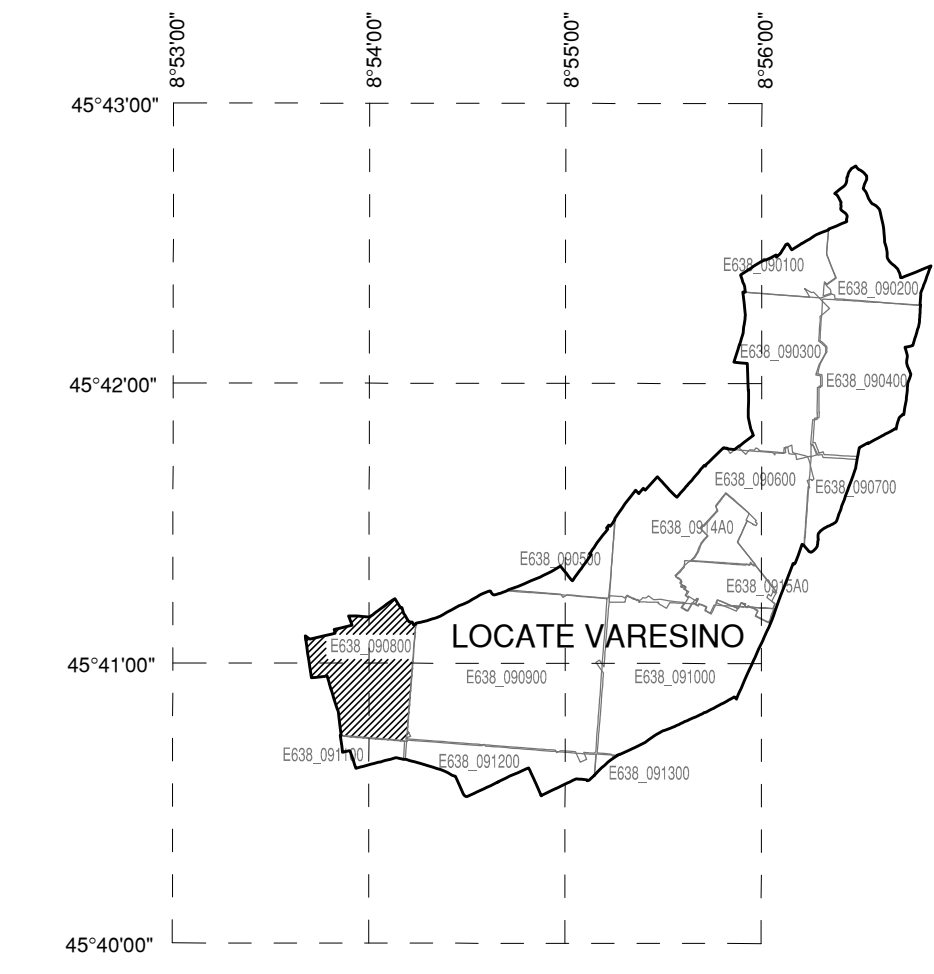 8°53'00"
8°54'00"
8°55'00"
8°56'00"
45°43'00"
E638_090100
E638_090200
E638_090300
E638_090400
45°42'00"
E638_090600
E638_090700
E638_0914A0
E638_090500
E638_0915A0
LOCATE VARESINO
E638_090800
45°41'00"
E638_090900
E638_091000
E638_091100
E638_091200
E638_091300
45°40'00"